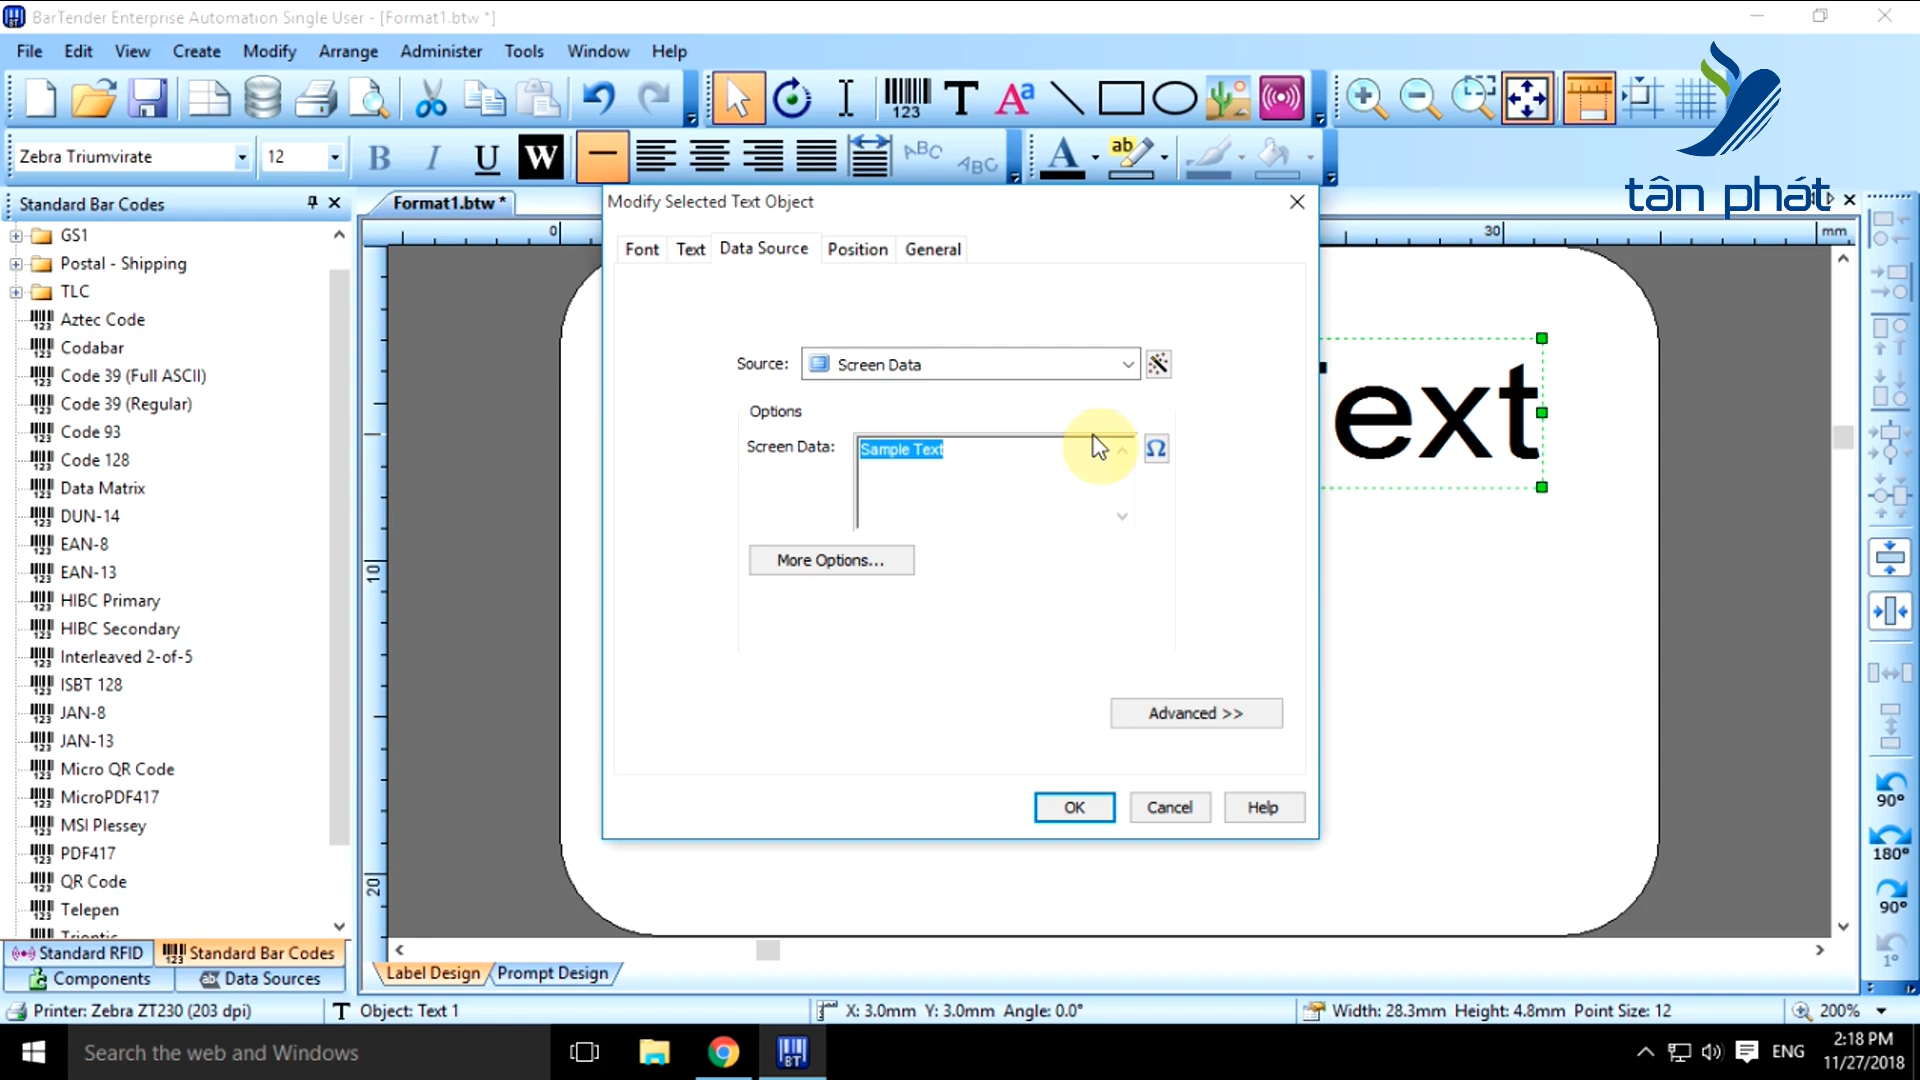 BarTender Enterprise Automation Single User - [Format1.btw *]
File Edit View Create Modify Arrange Administer Tools Window Help
tân phát
Zebra Triumvirate 12 B I U W ABC ABC A ab
Standard Bar Codes
Format1.btw *
0 30 mm
10
20
GS1
Postal - Shipping
TLC
Aztec Code
Codabar
Code 39 (Full ASCII)
Code 39 (Regular)
Code 93
Code 128
Data Matrix
DUN-14
EAN-8
EAN-13
HIBC Primary
HIBC Secondary
Interleaved 2-of-5
ISBT 128
JAN-8
JAN-13
Micro QR Code
MicroPDF417
MSI Plessey
PDF417
QR Code
Telepen
Standard RFID Standard Bar Codes
Components Data Sources
Modify Selected Text Object
Font Text Data Source Position General
Source: Screen Data
Options
Screen Data: Sample Text
More Options...
Advanced >>
OK Cancel Help
ext
90°
180°
90°
1°
Label Design Prompt Design
Printer: Zebra ZT230 (203 dpi) Object: Text 1 X: 3.0mm Y: 3.0mm Angle: 0.0° Width: 28.3mm Height: 4.8mm Point Size: 12 200%
Search the web and Windows
BT
ENG
2:18 PM
11/27/2018